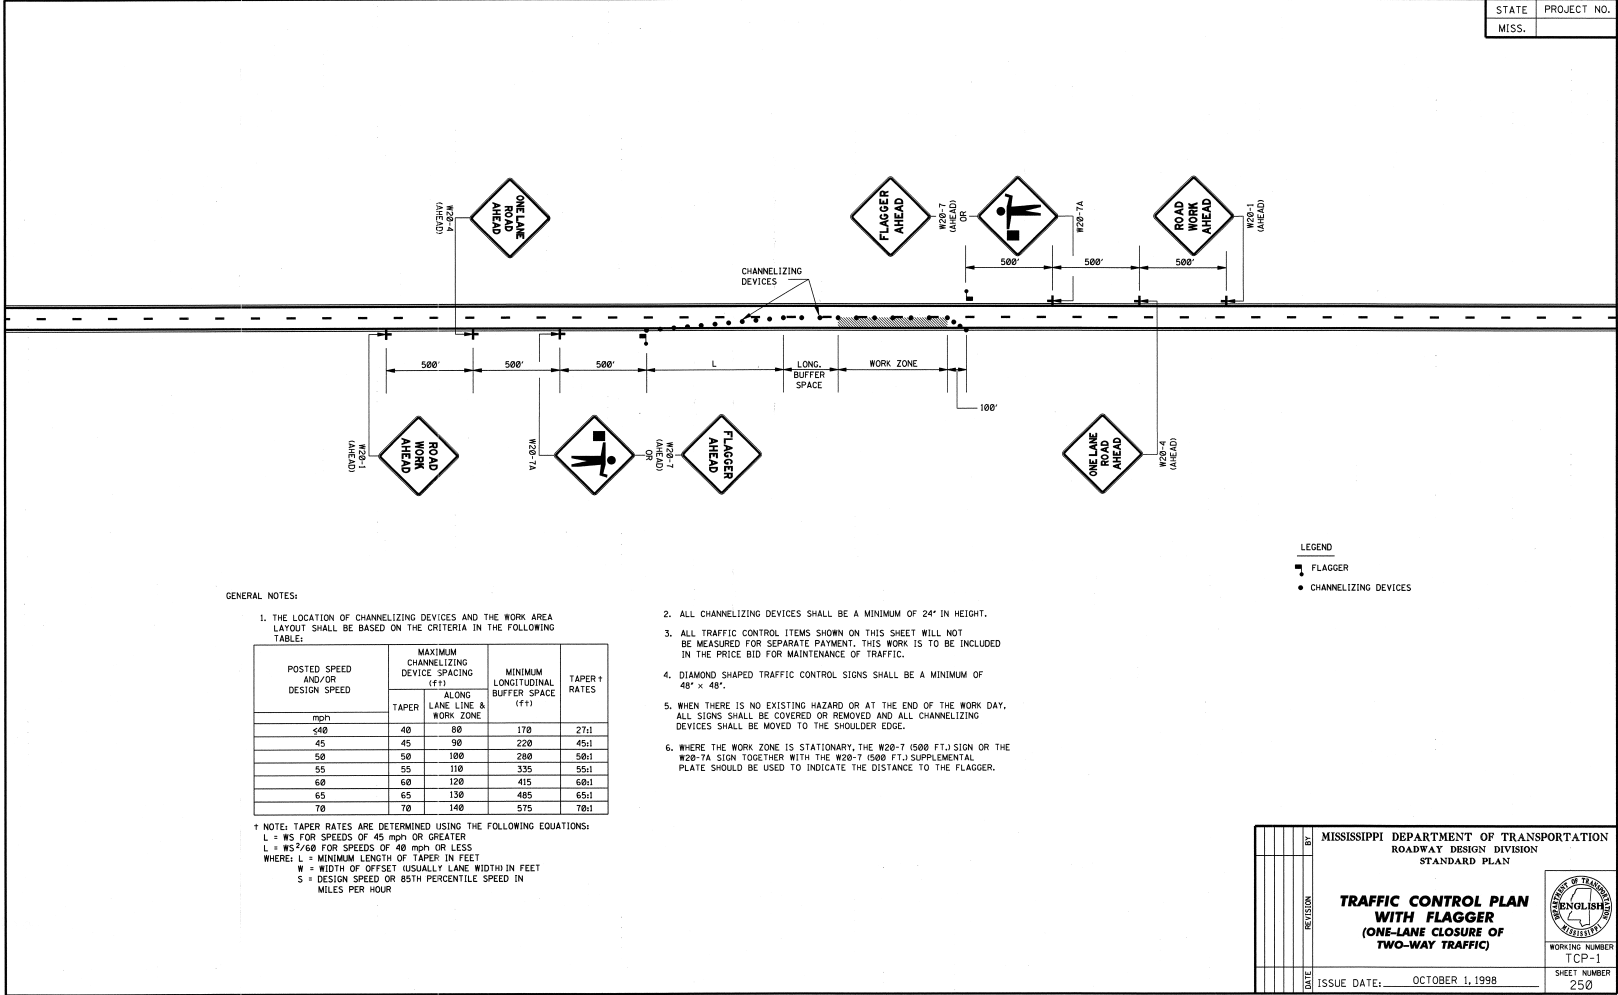 STATE PROJECT NO.
MISS.
ONE LANE
ROAD
AHEAD
W20-4
(AHEAD)
FLAGGER
AHEAD
W20-7
(AHEAD)
OR
W20-7A
ROAD
WORK
AHEAD
W20-1
(AHEAD)
500' 500' 500'
CHANNELIZING
DEVICES
500' 500' 500' L LONG.
BUFFER
SPACE
WORK ZONE
100'
W20-1
(AHEAD)
ROAD
WORK
AHEAD
W20-7A
W20-7
(AHEAD)
OR
FLAGGER
AHEAD
ONE LANE
ROAD
AHEAD
W20-4
(AHEAD)
LEGEND
FLAGGER
CHANNELIZING DEVICES
GENERAL NOTES:
1. THE LOCATION OF CHANNELIZING DEVICES AND THE WORK AREA
LAYOUT SHALL BE BASED ON THE CRITERIA IN THE FOLLOWING
TABLE:
POSTED SPEED
AND/OR
DESIGN SPEED
mph
MAXIMUM
CHANNELIZING
DEVICE SPACING
(ft)
TAPER
ALONG
LANE LINE &
WORK ZONE
MINIMUM
LONGITUDINAL
BUFFER SPACE
(ft)
TAPER †
RATES
≤40 40 80 170 27:1
45 45 90 220 45:1
50 50 100 280 50:1
55 55 110 335 55:1
60 60 120 415 60:1
65 65 130 485 65:1
70 70 140 575 70:1
† NOTE: TAPER RATES ARE DETERMINED USING THE FOLLOWING EQUATIONS:
L = WS FOR SPEEDS OF 45 mph OR GREATER
L = WS²/60 FOR SPEEDS OF 40 mph OR LESS
WHERE: L = MINIMUM LENGTH OF TAPER IN FEET
W = WIDTH OF OFFSET (USUALLY LANE WIDTH) IN FEET
S = DESIGN SPEED OR 85TH PERCENTILE SPEED IN
MILES PER HOUR
2. ALL CHANNELIZING DEVICES SHALL BE A MINIMUM OF 24" IN HEIGHT.
3. ALL TRAFFIC CONTROL ITEMS SHOWN ON THIS SHEET WILL NOT
BE MEASURED FOR SEPARATE PAYMENT. THIS WORK IS TO BE INCLUDED
IN THE PRICE BID FOR MAINTENANCE OF TRAFFIC.
4. DIAMOND SHAPED TRAFFIC CONTROL SIGNS SHALL BE A MINIMUM OF
48" × 48".
5. WHEN THERE IS NO EXISTING HAZARD OR AT THE END OF THE WORK DAY,
ALL SIGNS SHALL BE COVERED OR REMOVED AND ALL CHANNELIZING
DEVICES SHALL BE MOVED TO THE SHOULDER EDGE.
6. WHERE THE WORK ZONE IS STATIONARY, THE W20-7 (500 FT.) SIGN OR THE
W20-7A SIGN TOGETHER WITH THE W20-7 (500 FT.) SUPPLEMENTAL
PLATE SHOULD BE USED TO INDICATE THE DISTANCE TO THE FLAGGER.
BY
REVISION
DATE
MISSISSIPPI DEPARTMENT OF TRANSPORTATION
ROADWAY DESIGN DIVISION
STANDARD PLAN
TRAFFIC CONTROL PLAN
WITH FLAGGER
(ONE-LANE CLOSURE OF
TWO-WAY TRAFFIC)
DEPARTMENT OF TRANSPORTATION
ENGLISH
MISSISSIPPI
WORKING NUMBER
TCP-1
ISSUE DATE: OCTOBER 1, 1998
SHEET NUMBER
250